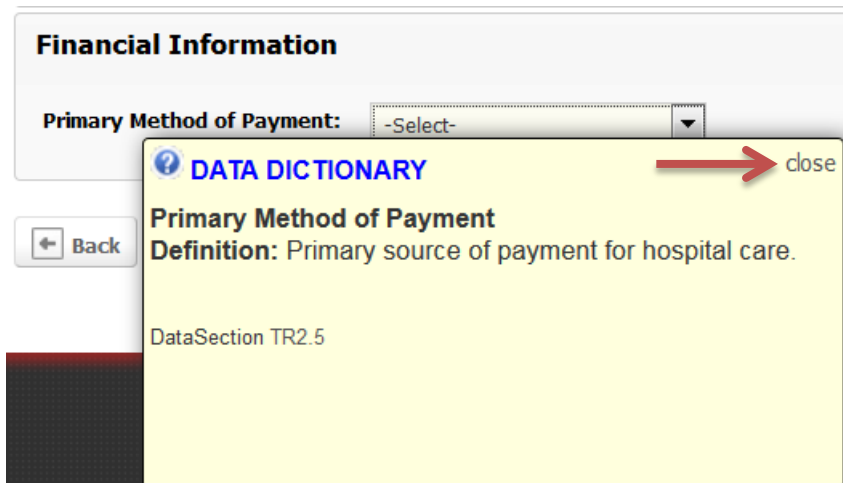 Financial Information
Primary Method of Payment: -Select-
DATA DICTIONARY close
Primary Method of Payment
Back
Definition: Primary source of payment for hospital care.
DataSection TR2.5